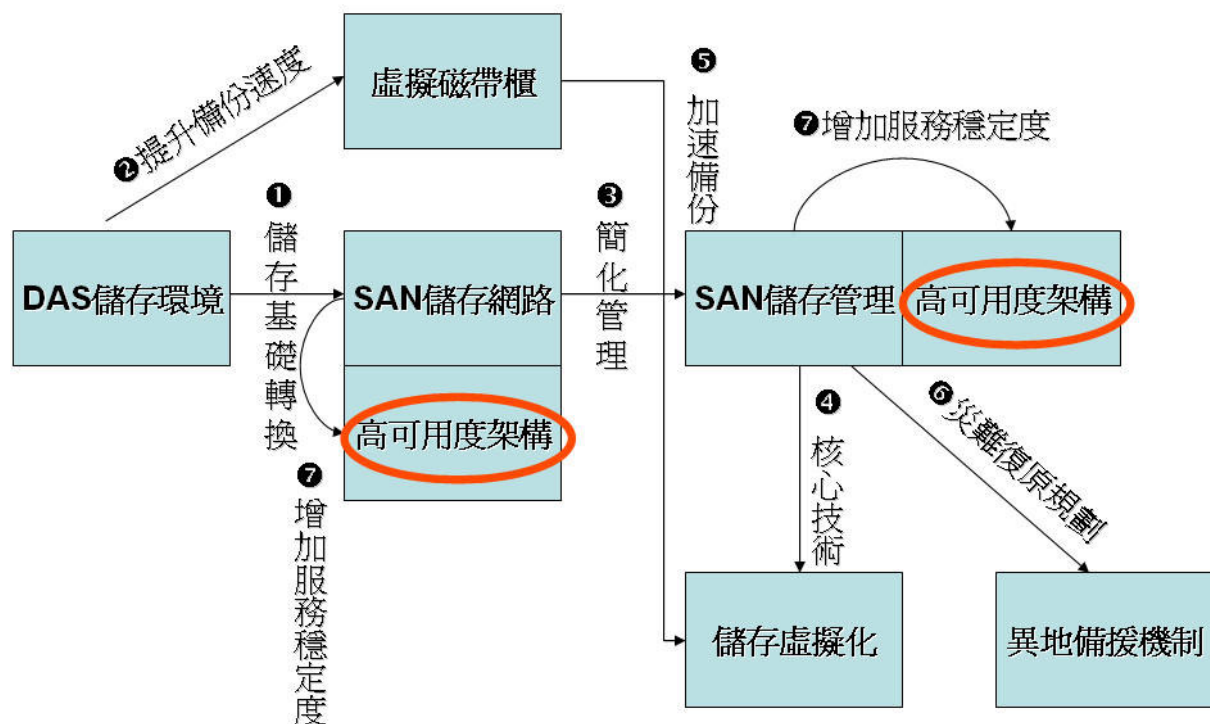 虛擬磁帶櫃
❷提升備份速度
❺加速備份
❼增加服務穩定度
❶儲存基礎轉換
❸簡化管理
DAS儲存環境
SAN儲存網路
SAN儲存管理
高可用度架構
高可用度架構
❼增加服務穩定度
❹核心技術
❻災難復原規劃
儲存虛擬化
異地備援機制